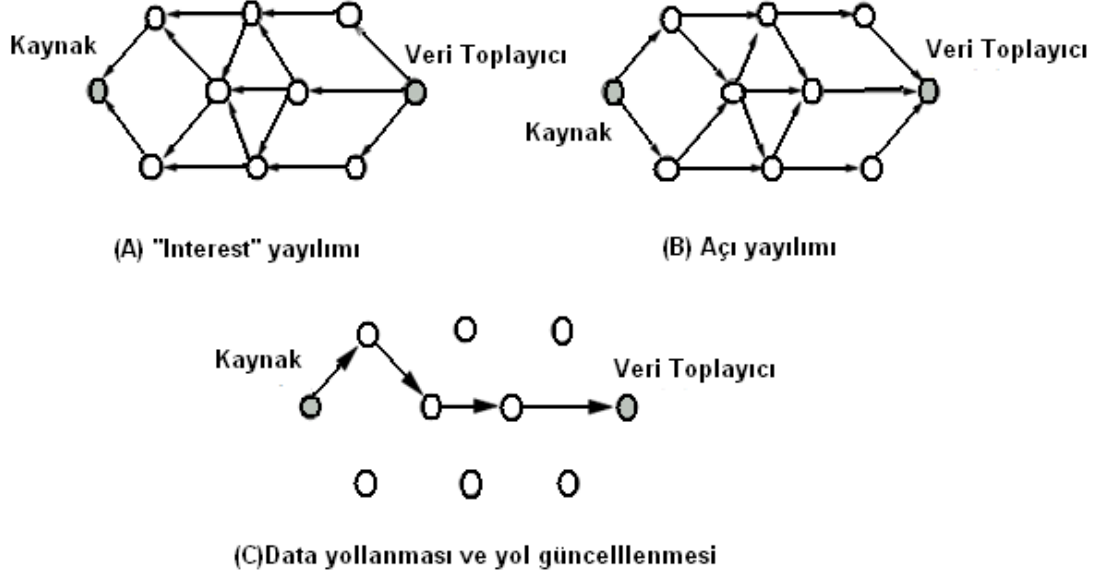 Kaynak
Veri Toplayıcı
Veri Toplayıcı
Kaynak
(A) "Interest" yayılımı
(B) Açı yayılımı
Kaynak
Veri Toplayıcı
(C)Data yollanması ve yol güncelllenmesi